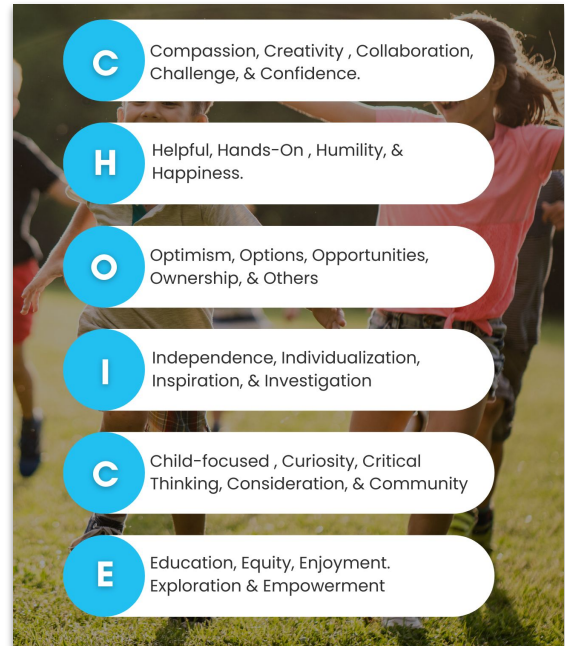 C
Compassion, Creativity , Collaboration,
Challenge, & Confidence.
H
Helpful, Hands-On , Humility, &
Happiness.
O
Optimism, Options, Opportunities,
Ownership, & Others
I
Independence, Individualization,
Inspiration, & Investigation
C
Child-focused , Curiosity, Critical
Thinking, Consideration, & Community
E
Education, Equity, Enjoyment.
Exploration & Empowerment